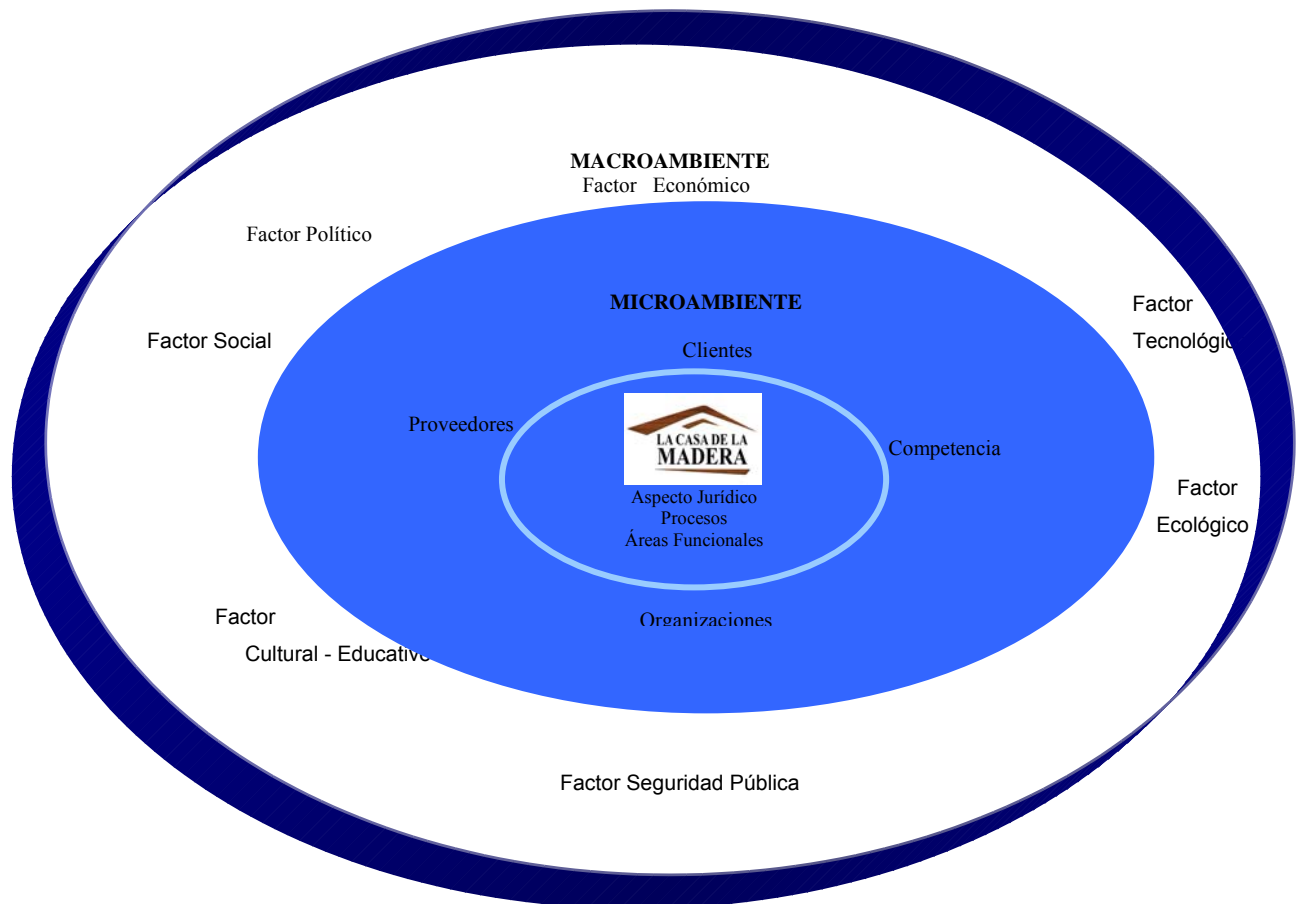 MACROAMBIENTE
Factor Económico
Factor Político
Factor
Tecnológic
Factor Social
MICROAMBIENTE
Clientes
Proveedores
Competencia
LA CASA DE LA
MADERA
Aspecto Jurídico
Procesos
Áreas Funcionales
Factor
Ecológico
Organizaciones
Factor
Cultural - Educativo
Factor Seguridad Pública